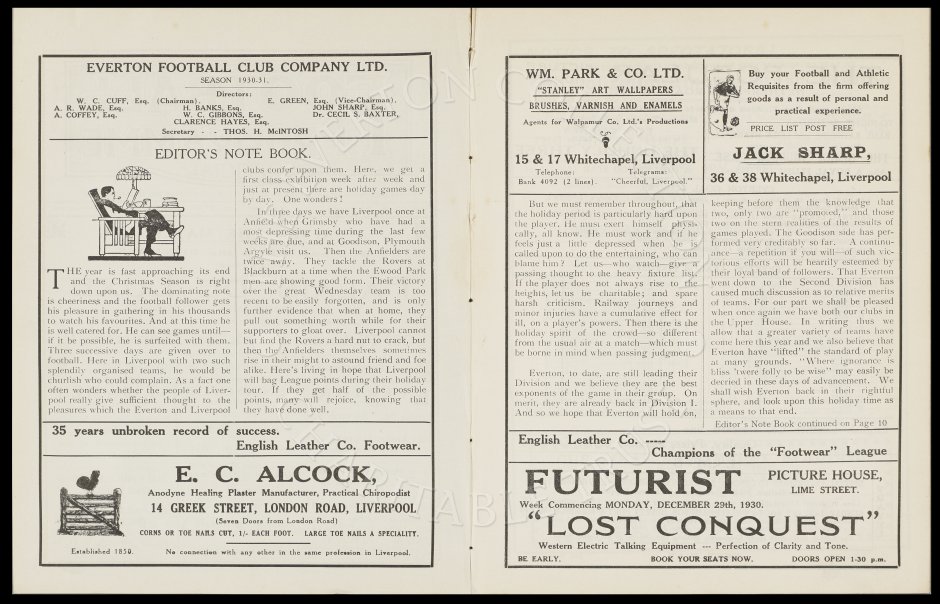 EVERTON FOOTBALL CLUB COMPANY LTD.
SEASON 1930-31.
Directors:
W. C. CUFF, Esq. (Chairman). E. GREEN, Esq. (Vice-Chairman).
A. R. WADE, Esq. H. BANKS, Esq. JOHN SHARP, Esq.
A. COFFEY, Esq. W. C. GIBBONS, Esq. Dr. CECIL S. BAXTER,
CLARENCE HAYES, Esq.
Secretary - - THOS. H. McINTOSH
EDITOR'S NOTE BOOK.
THE year is fast approaching its end
and the Christmas Season is right
down upon us. The dominating note
is cheeriness and the football follower gets
his pleasure in gathering in his thousands
to watch his favourites. And at this time he
is well catered for. He can see games until—
if it be possible, he is surfeited with them.
Three successive days are given over to
football. Here in Liverpool with two such
splendidly organised teams, he would be
churlish who could complain. As a fact one
often wonders whether the people of Liver-
pool really give sufficient thought to the
pleasures which the Everton and Liverpool
clubs confer upon them. Here, we get a
first class exhibition week after week and
just at present there are holiday games day
by day. One wonders!
In three days we have Liverpool once at
Anfield when Grimsby who have had a
most depressing time during the last few
weeks are due, and at Goodison, Plymouth
Argyle visit us. Then the Anfielders are
twice away. They tackle the Rovers at
Blackburn at a time when the Ewood Park
men are showing good form. Their victory
over the great Wednesday team is too
recent to be easily forgotten, and is only
further evidence that when at home, they
pull out something worth while for their
supporters to gloat over. Liverpool cannot
but find the Rovers a hard nut to crack, but
then the Anfielders themselves sometimes
rise in their might to astound friend and foe
alike. Here's living in hope that Liverpool
will bag League points during their holiday
tour. If they get half of the possible
points, many will rejoice, knowing that
they have done well.
35 years unbroken record of success.
English Leather Co. Footwear.
E. C. ALCOCK,
Anodyne Healing Plaster Manufacturer, Practical Chiropodist
14 GREEK STREET, LONDON ROAD, LIVERPOOL
(Seven Doors from London Road)
CORNS OR TOE NAILS CUT, 1/- EACH FOOT. LARGE TOE NAILS A SPECIALITY.
Established 1850. No connection with any other in the same profession in Liverpool.
WM. PARK & CO. LTD.
"STANLEY" ART WALLPAPERS
BRUSHES, VARNISH AND ENAMELS
Agents for Walpamur Co. Ltd.'s Productions
15 & 17 Whitechapel, Liverpool
Telephone: Telegrams:
Bank 4092 (2 lines). "Cheerful, Liverpool."
Buy your Football and Athletic
Requisites from the firm offering
goods as a result of personal and
practical experience.
PRICE LIST POST FREE
JACK SHARP,
36 & 38 Whitechapel, Liverpool
But we must remember throughout, that
the holiday period is particularly hard upon
the player. He must exert himself physi-
cally, all know. He must work and if he
feels just a little depressed when he is
called upon to do the entertaining, who can
blame him? Let us—who watch—give a
passing thought to the heavy fixture list.
If the player does not always rise to the
heights, let us be charitable; and spare
harsh criticism. Railway journeys and
minor injuries have a cumulative effect for
ill, on a player's powers. Then there is the
holiday spirit of the crowd—so different
from the usual air at a match—which must
be borne in mind when passing judgment.
Everton, to date, are still leading their
Division and we believe they are the best
exponents of the game in their group. On
merit, they are already back in Division I.
And so we hope that Everton will hold on,
keeping before them the knowledge that
two, only two are "promoted," and those
two on the stern realities of the results of
games played. The Goodison side has per-
formed very creditably so far. A continu-
ance—a repetition if you will—of such vic-
torious efforts will be heartily esteemed by
their loyal band of followers. That Everton
went down to the Second Division has
caused much discussion as to relative merits
of teams. For our part we shall be pleased
when once again we have both our clubs in
the Upper House. In writing thus we
allow that a greater variety of teams have
come here this year and we also believe that
Everton have "lifted" the standard of play
at many grounds. "Where ignorance is
bliss 'twere folly to be wise" may easily be
decried in these days of advancement. We
shall wish Everton back in their rightful
sphere, and look upon this holiday time as
a means to that end.
Editor's Note Book continued on Page 10
English Leather Co. -----
Champions of the "Footwear" League
FUTURIST PICTURE HOUSE,
LIME STREET.
Week Commencing MONDAY, DECEMBER 29th, 1930.
"LOST CONQUEST"
Western Electric Talking Equipment --- Perfection of Clarity and Tone.
BE EARLY. BOOK YOUR SEATS NOW. DOORS OPEN 1-30 p.m.